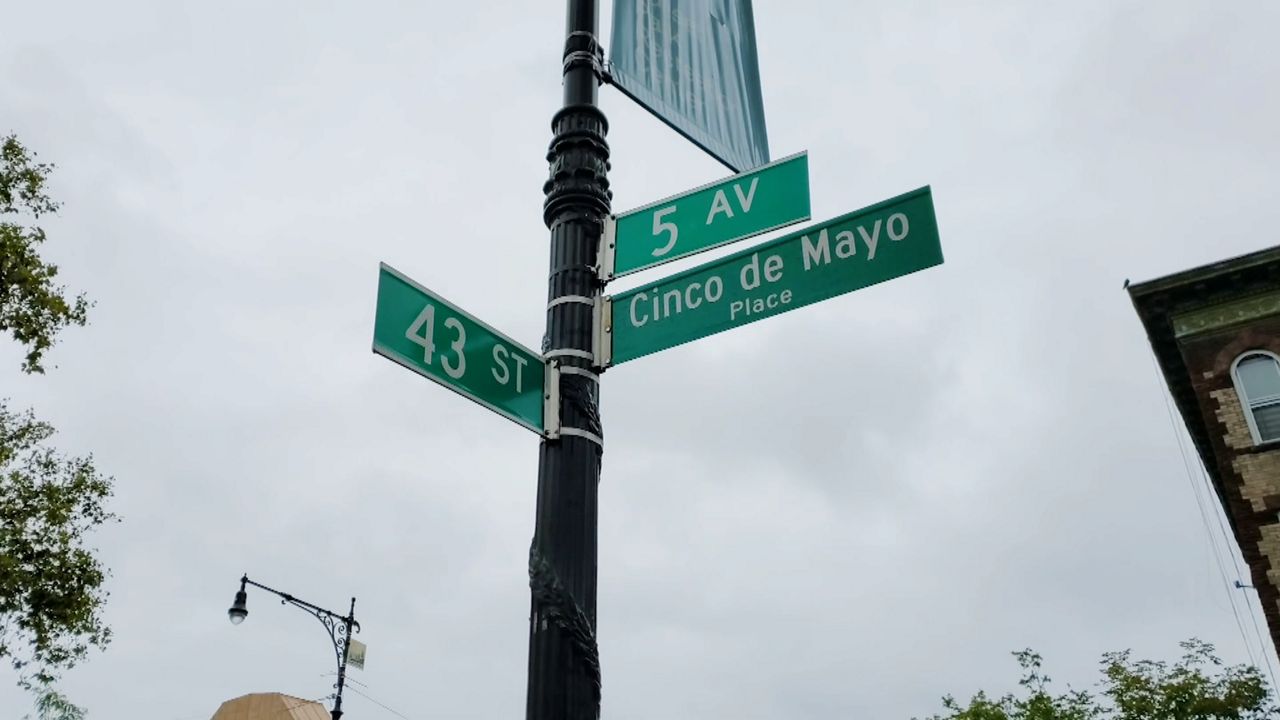 5 AV
Cinco de Mayo
Place
43 ST